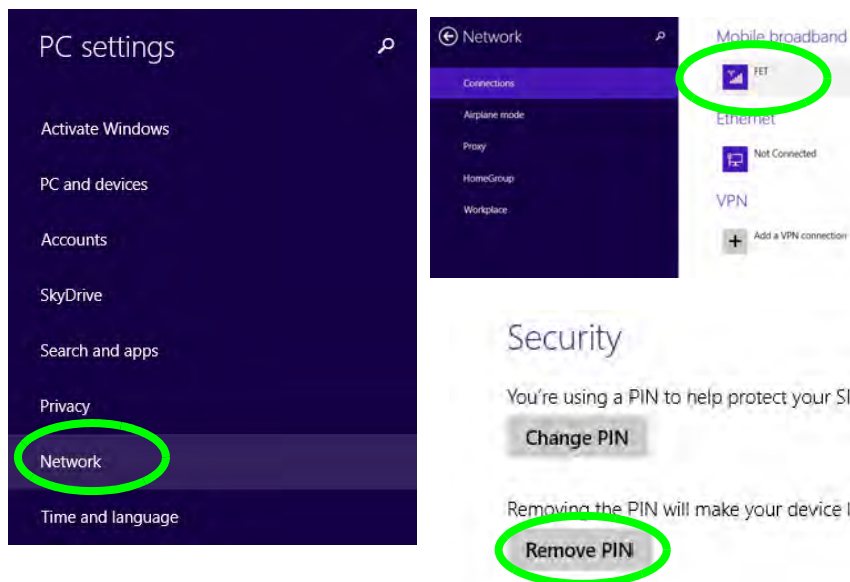 PC settings
Activate Windows
PC and devices
Accounts
SkyDrive
Search and apps
Privacy
Network
Time and language
Network
Connections
Airplane mode
Proxy
HomeGroup
Workplace
Mobile broadband
FET
Ethernet
Not Connected
VPN
Add a VPN connection
Security
You're using a PIN to help protect your SI
Change PIN
Removing the PIN will make your device l
Remove PIN